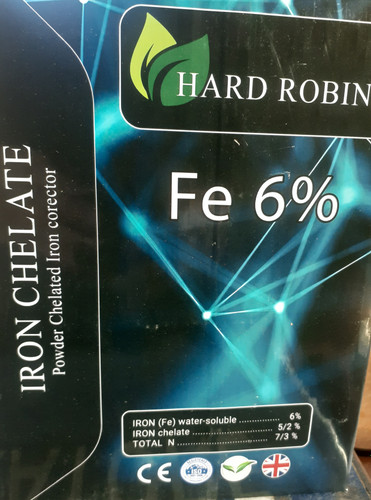 HARD ROBIN
Fe 6%
IRON CHELATE
Powder Chelated Iron corector
IRON (Fe) water-soluble .............. 6%
IRON chelate ............................ 5/2 %
TOTAL N ................................ 7/3 %
CE